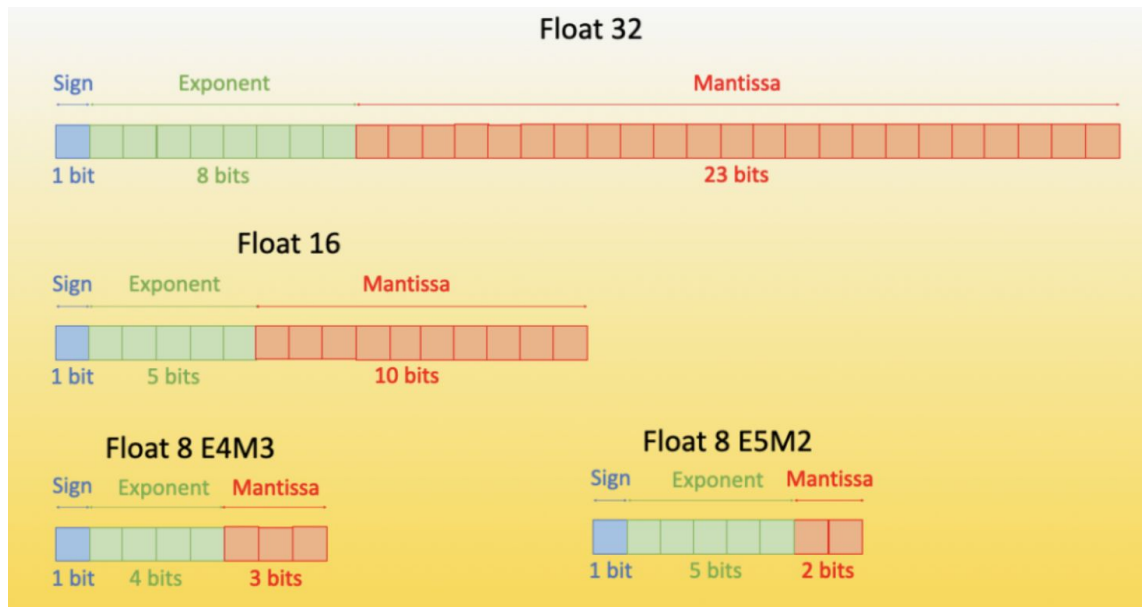 Float 32
Sign Exponent Mantissa
1 bit 8 bits 23 bits
Float 16
Sign Exponent Mantissa
1 bit 5 bits 10 bits
Float 8 E4M3
Sign Exponent Mantissa
1 bit 4 bits 3 bits
Float 8 E5M2
Sign Exponent Mantissa
1 bit 5 bits 2 bits